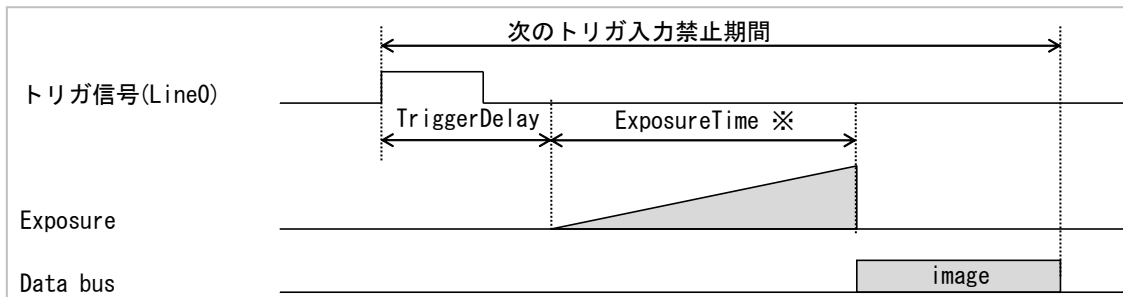 次のトリガ入力禁止期間
トリガ信号(Line0)
TriggerDelay
ExposureTime ※
Exposure
Data bus
image